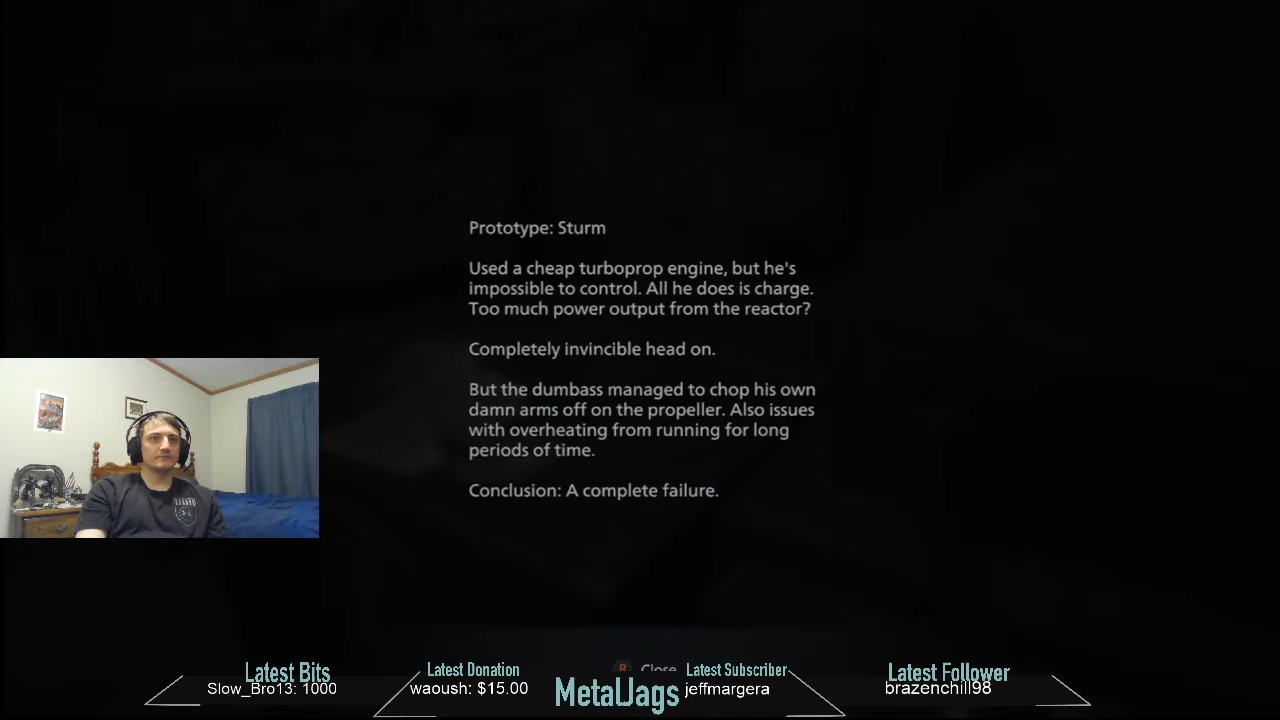 Prototype: Sturm
Used a cheap turboprop engine, but he's
impossible to control. All he does is charge.
Too much power output from the reactor?
Completely invincible head on.
But the dumbass managed to chop his own
damn arms off on the propeller. Also issues
with overheating from running for long
periods of time.
Conclusion: A complete failure.
B Close
Latest Bits
Slow_Bro13: 1000
Latest Donation
waoush: $15.00
MetalJags
Latest Subscriber
jeffmargera
Latest Follower
brazenchill98